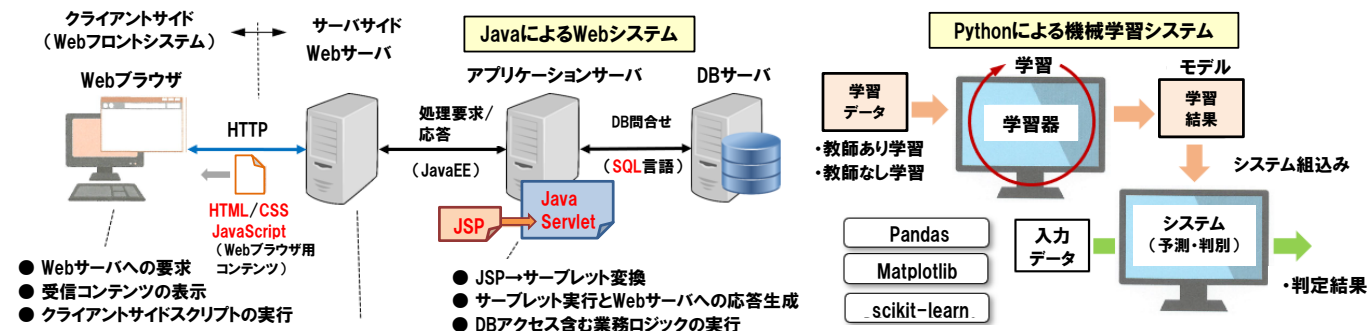 クライアントサイド
（Webフロントシステム）
サーバサイド
Webサーバ
JavaによるWebシステム
Webブラウザ
アプリケーションサーバ
DBサーバ
HTTP
処理要求/
応答
（JavaEE）
DB問合せ
（SQL言語）
HTML/CSS
JavaScript
（Webブラウザ用
コンテンツ）
JSP
Java
Servlet
● Webサーバへの要求
● 受信コンテンツの表示
● クライアントサイドスクリプトの実行
● JSP→サーブレット変換
● サーブレット実行とWebサーバへの応答生成
● DBアクセス含む業務ロジックの実行
Pythonによる機械学習システム
学習
モデル
学習
データ
学習器
学習
結果
・教師あり学習
・教師なし学習
システム組込み
Pandas
Matplotlib
scikit-learn
入力
データ
システム
（予測・判別）
・判定結果